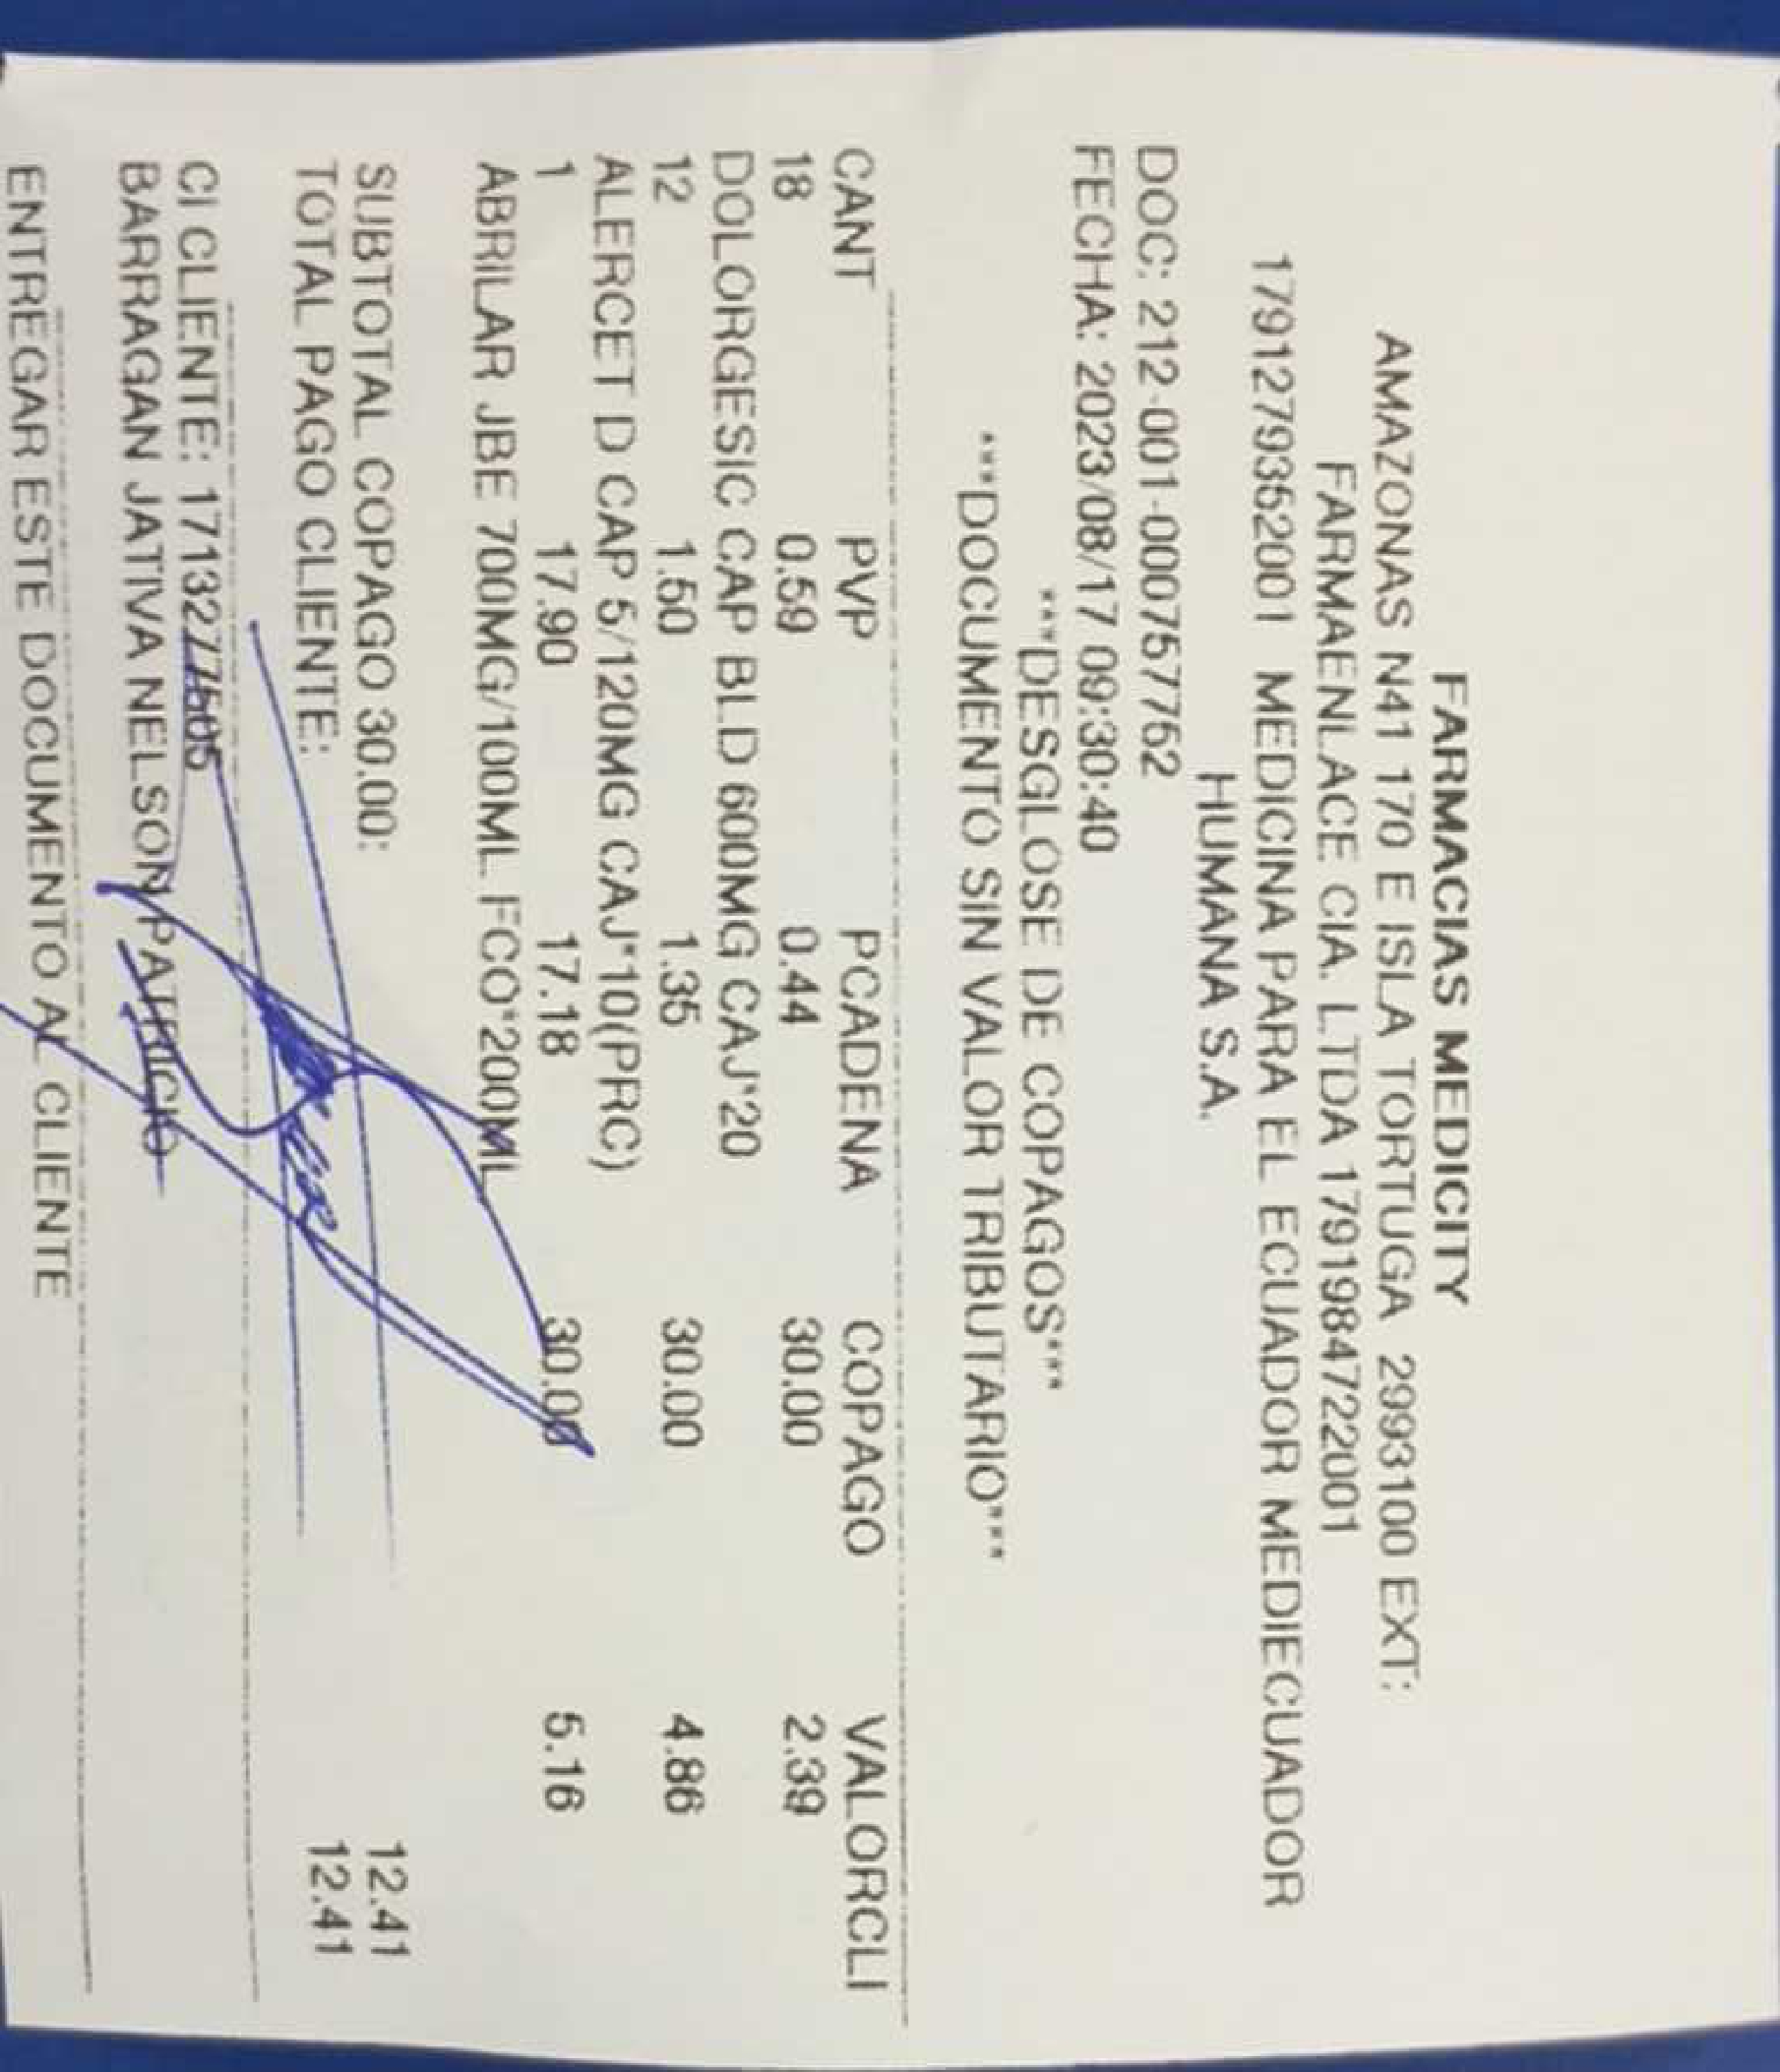 FARMACIAS MEDICITY
AMAZONAS N41 170 E ISLA TORTUGA 2993100 EXT:
FARMAENLACE CIA. LTDA 1791984722001
1791279352001 MEDICINA PARA EL ECUADOR MEDIECUADOR
HUMANA S.A.
DOC: 212-001-000757752
FECHA: 2023/08/17 09:30:40
***DESGLOSE DE COPAGOS***
***DOCUMENTO SIN VALOR TRIBUTARIO***
CANT PVP PCADENA COPAGO VALORCLI
18 0.59 0.44 30.00 2.39
DOLORGESIC CAP BLD 600MG CAJ*20
12 1.50 1.35 30.00 4.86
ALERCET D CAP 5/120MG CAJ*10(PRC)
1 17.90 17.18 30.00 5.16
ABRILAR JBE 700MG/100ML FCO*200ML
SUBTOTAL COPAGO 30.00: 12.41
TOTAL PAGO CLIENTE: 12.41
CI CLIENTE:
BARRAGAN JATIVA NELSON PATRICIO
ENTREGAR ESTE DOCUMENTO AL CLIENTE